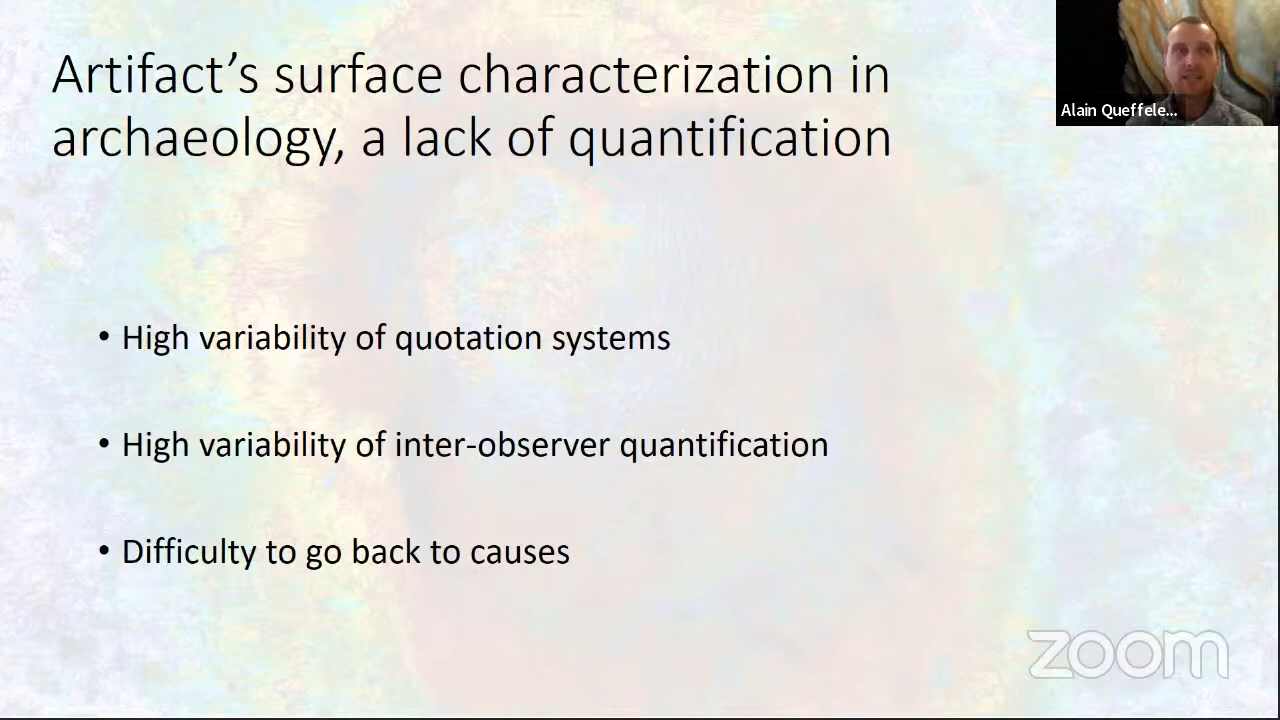 Artifact’s surface characterization in
archaeology, a lack of quantification
Alain Queffele...
• High variability of quotation systems
• High variability of inter-observer quantification
• Difficulty to go back to causes
zoom